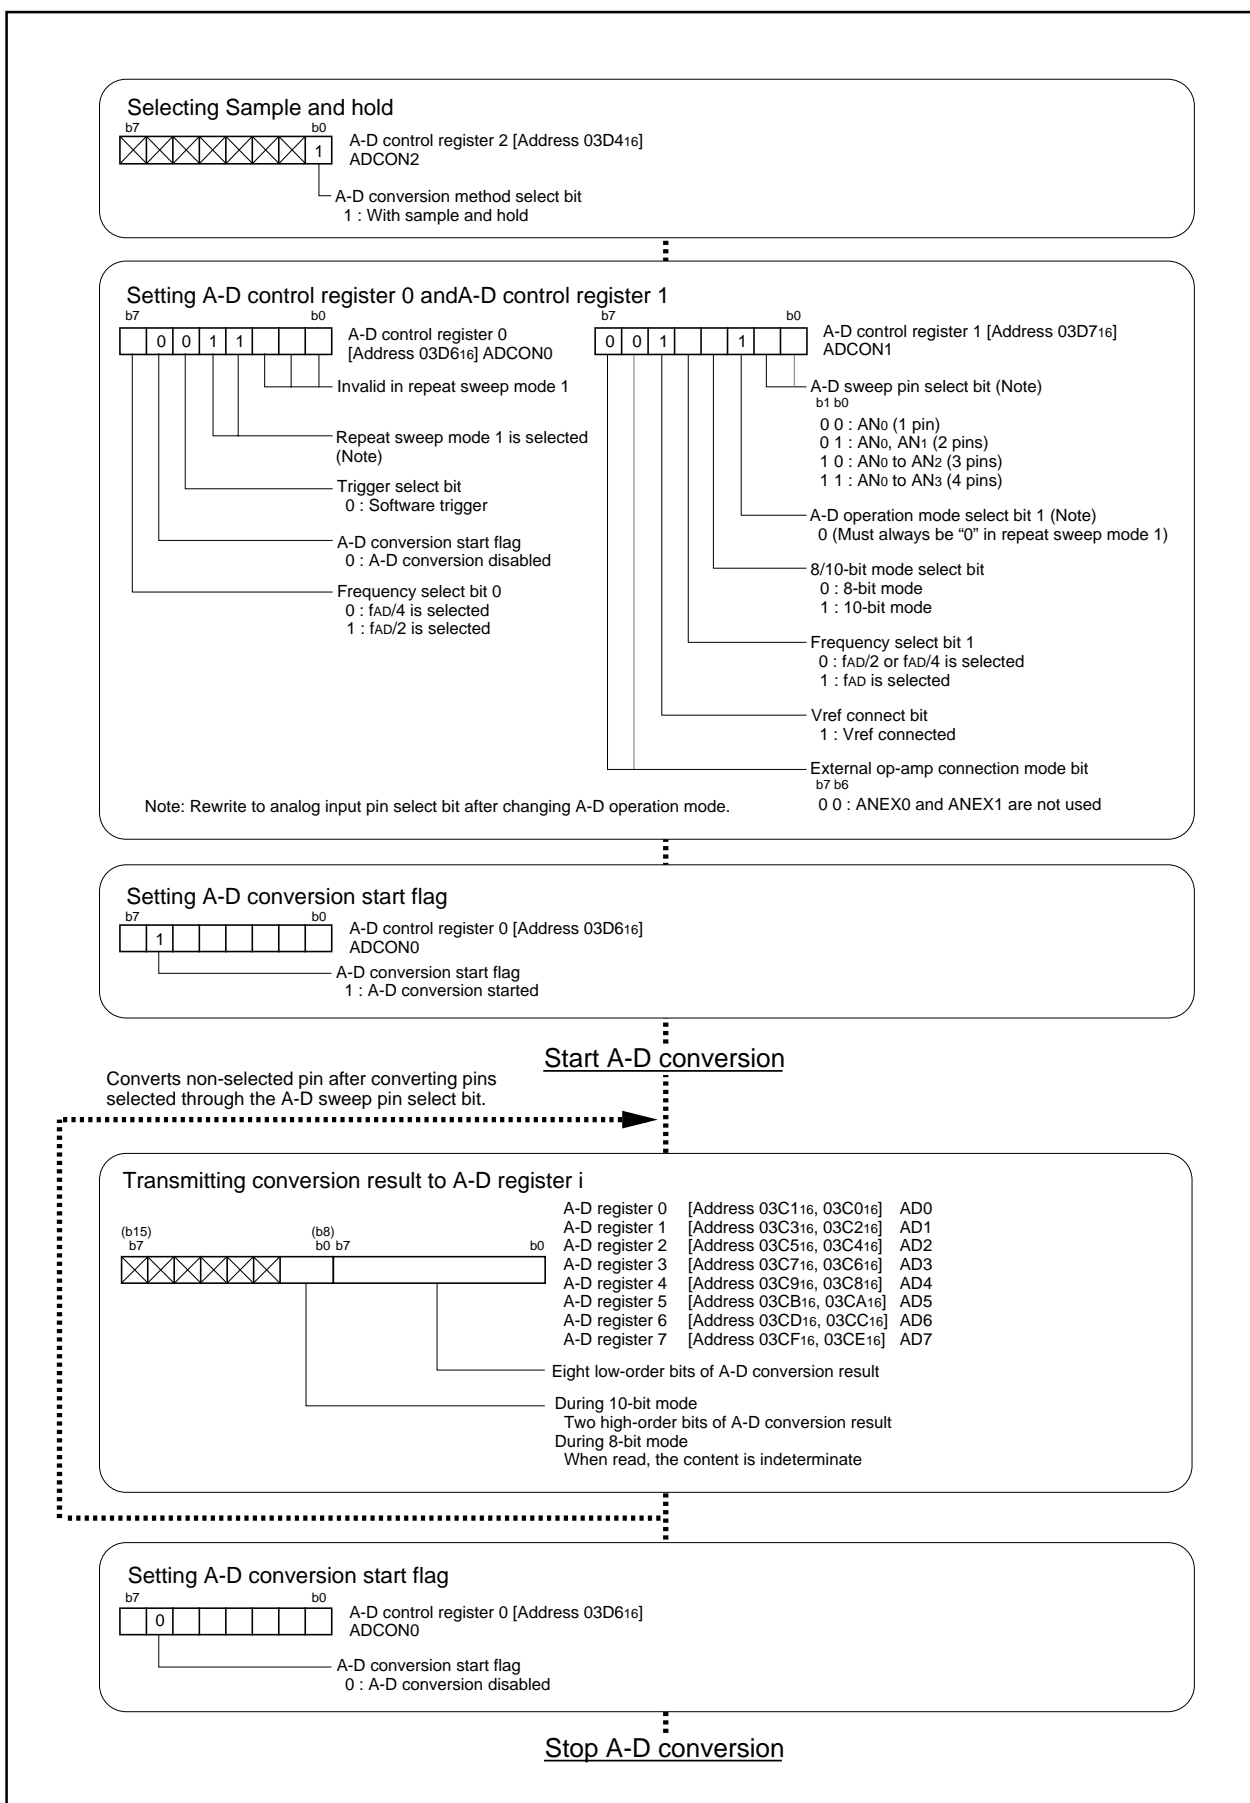 Selecting Sample and hold
b7 b0
1
A-D control register 2 [Address 03D416]
ADCON2
A-D conversion method select bit
1 : With sample and hold
Setting A-D control register 0 andA-D control register 1
b7 b0
0 0 1 1
A-D control register 0
[Address 03D616] ADCON0
Invalid in repeat sweep mode 1
Repeat sweep mode 1 is selected
(Note)
Trigger select bit
0 : Software trigger
A-D conversion start flag
0 : A-D conversion disabled
Frequency select bit 0
0 : fAD/4 is selected
1 : fAD/2 is selected
b7 b0
0 0 1 1
A-D control register 1 [Address 03D716]
ADCON1
A-D sweep pin select bit (Note)
b1 b0
0 0 : AN0 (1 pin)
0 1 : AN0, AN1 (2 pins)
1 0 : AN0 to AN2 (3 pins)
1 1 : AN0 to AN3 (4 pins)
A-D operation mode select bit 1 (Note)
0 (Must always be “0” in repeat sweep mode 1)
8/10-bit mode select bit
0 : 8-bit mode
1 : 10-bit mode
Frequency select bit 1
0 : fAD/2 or fAD/4 is selected
1 : fAD is selected
Vref connect bit
1 : Vref connected
External op-amp connection mode bit
b7 b6
0 0 : ANEX0 and ANEX1 are not used
Note: Rewrite to analog input pin select bit after changing A-D operation mode.
Setting A-D conversion start flag
b7 b0
1
A-D control register 0 [Address 03D616]
ADCON0
A-D conversion start flag
1 : A-D conversion started
Start A-D conversion
Converts non-selected pin after converting pins
selected through the A-D sweep pin select bit.
Transmitting conversion result to A-D register i
(b15) (b8)
b7 b0 b7 b0
A-D register 0 [Address 03C116, 03C016] AD0
A-D register 1 [Address 03C316, 03C216] AD1
A-D register 2 [Address 03C516, 03C416] AD2
A-D register 3 [Address 03C716, 03C616] AD3
A-D register 4 [Address 03C916, 03C816] AD4
A-D register 5 [Address 03CB16, 03CA16] AD5
A-D register 6 [Address 03CD16, 03CC16] AD6
A-D register 7 [Address 03CF16, 03CE16] AD7
Eight low-order bits of A-D conversion result
During 10-bit mode
Two high-order bits of A-D conversion result
During 8-bit mode
When read, the content is indeterminate
Setting A-D conversion start flag
b7 b0
0
A-D control register 0 [Address 03D616]
ADCON0
A-D conversion start flag
0 : A-D conversion disabled
Stop A-D conversion